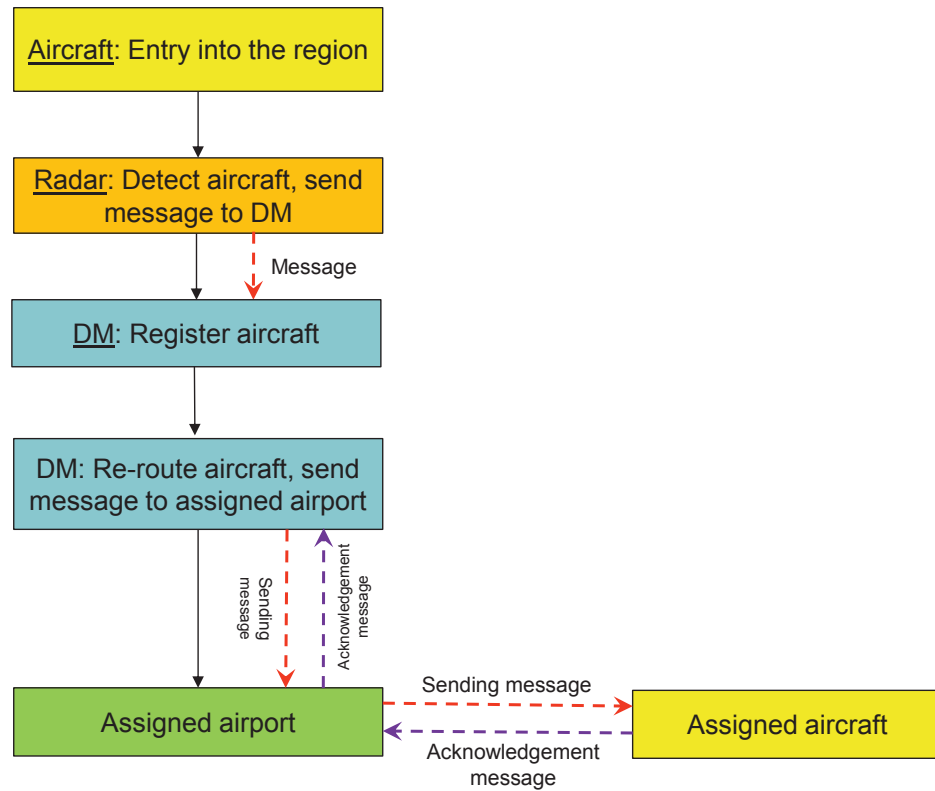 Aircraft: Entry into the region
Radar: Detect aircraft, send
message to DM
Message
DM: Register aircraft
DM: Re-route aircraft, send
message to assigned airport
Sending
message
Acknowledgement
message
Sending message
Assigned airport
Assigned aircraft
Acknowledgement
message